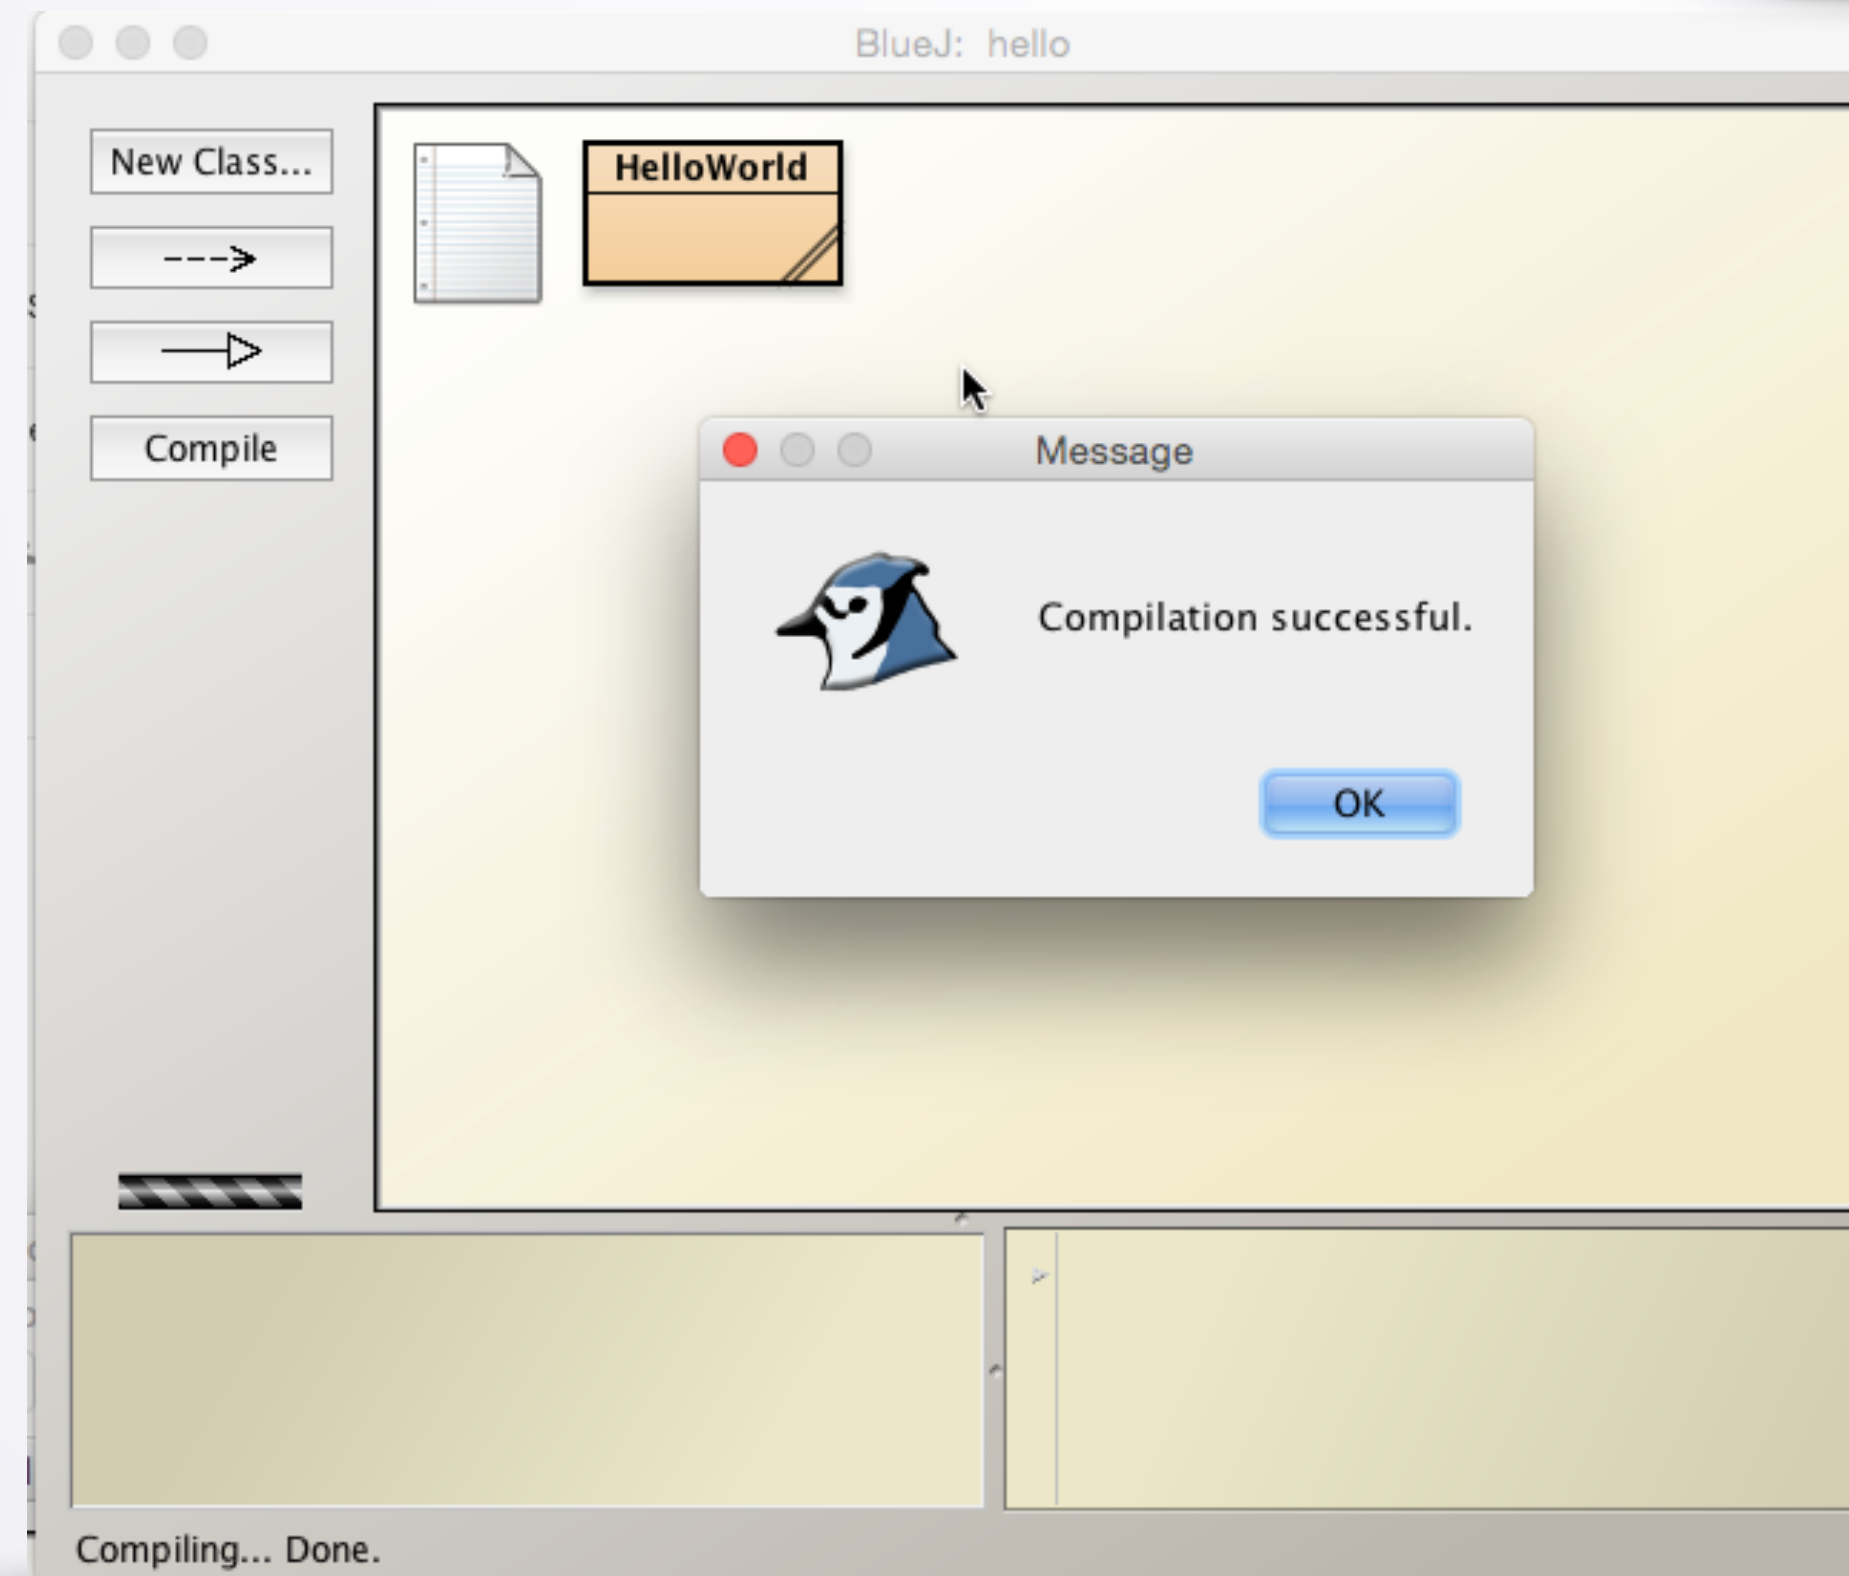 BlueJ: hello
New Class...
HelloWorld
Compile
Message
Compilation successful.
OK
Compiling... Done.